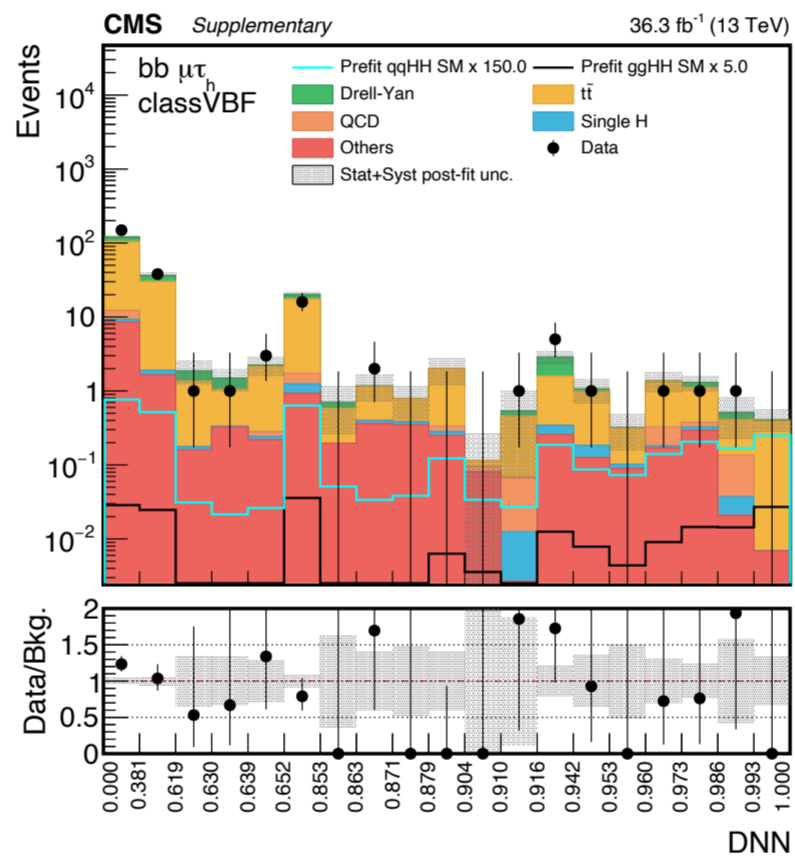 CMS Supplementary 36.3 fb⁻¹ (13 TeV)
bb μτₕ
classVBF
Prefit qqHH SM x 150.0
Prefit ggHH SM x 5.0
Drell-Yan
tt̄
QCD
Single H
Others
Data
Stat+Syst post-fit unc.
Events
10⁴
10³
10²
10
1
10⁻¹
10⁻²
Data/Bkg.
2
1.5
1
0.5
0
0.000 0.381 0.619 0.630 0.639 0.652 0.853 0.863 0.871 0.879 0.904 0.910 0.916 0.942 0.953 0.960 0.973 0.986 0.993 1.000
DNN